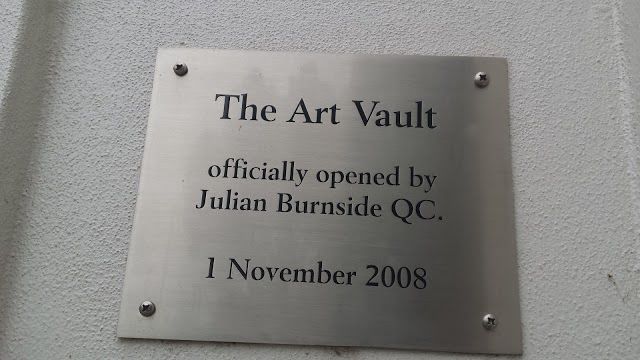 The Art Vault
officially opened by
Julian Burnside QC.
1 November 2008